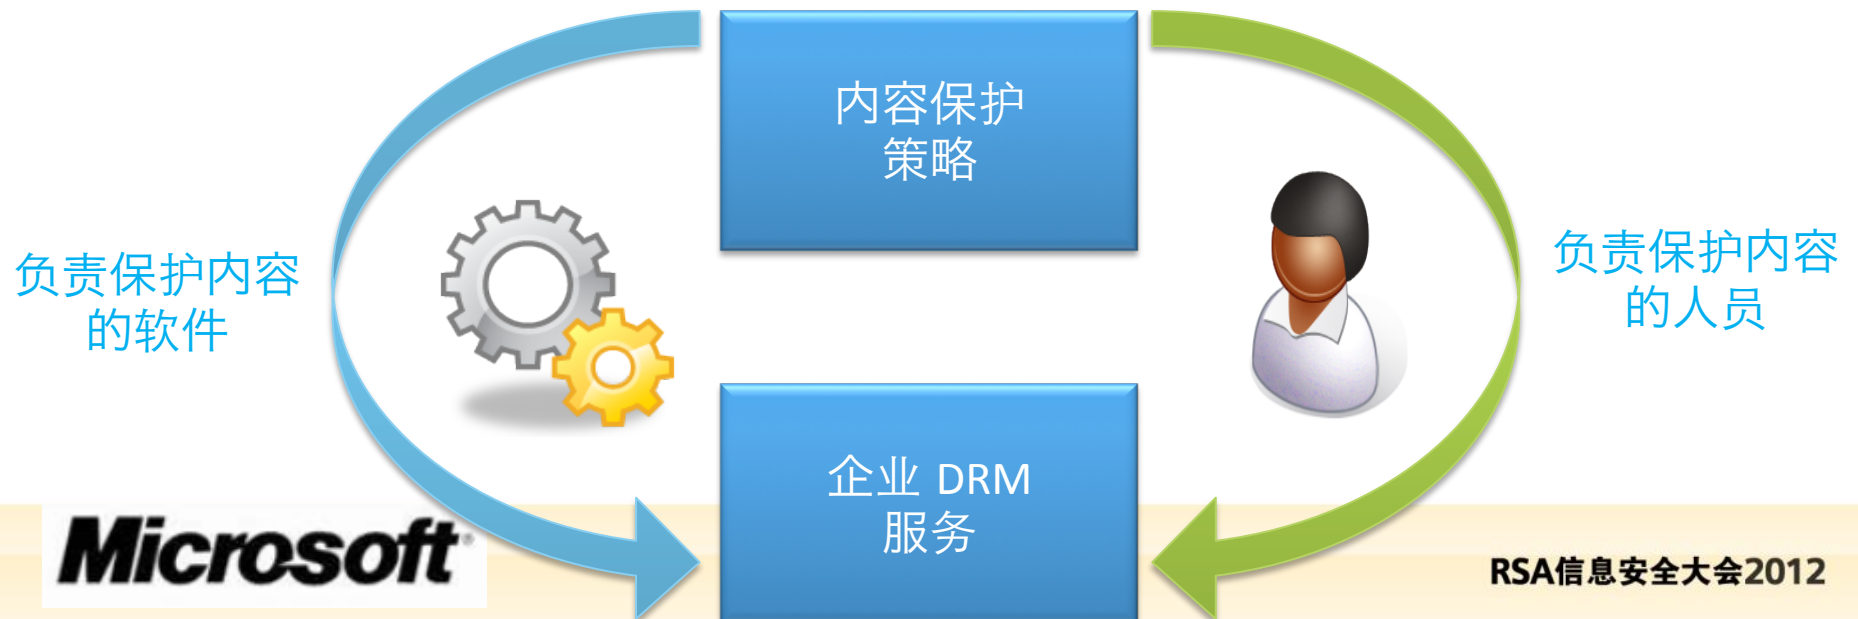 内容保护
策略
负责保护内容
的软件
负责保护内容
的人员
企业 DRM
服务
Microsoft®
RSA信息安全大会2012